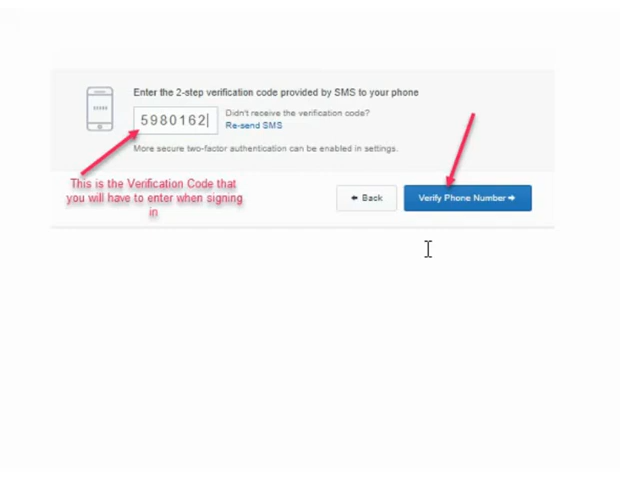 Enter the 2-step verification code provided by SMS to your phone
5980162
Didn't receive the verification code?
Re-send SMS
More secure two-factor authentication can be enabled in settings.
This is the Verification Code that
you will have to enter when signing
in
Back
Verify Phone Number